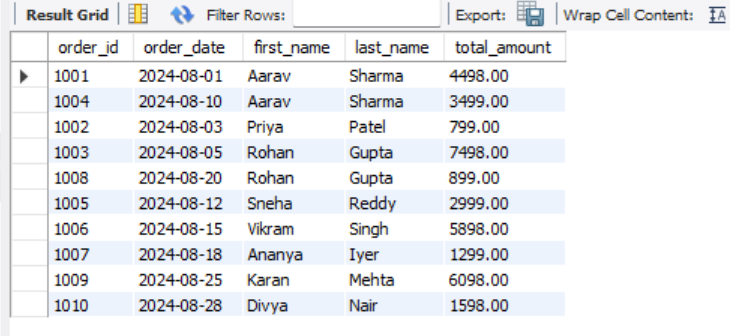 Result Grid Filter Rows: Export: Wrap Cell Content: IA
order_id order_date first_name last_name total_amount
1001 2024-08-01 Aarav Sharma 4498.00
1004 2024-08-10 Aarav Sharma 3499.00
1002 2024-08-03 Priya Patel 799.00
1003 2024-08-05 Rohan Gupta 7498.00
1008 2024-08-20 Rohan Gupta 899.00
1005 2024-08-12 Sneha Reddy 2999.00
1006 2024-08-15 Vikram Singh 5898.00
1007 2024-08-18 Ananya Iyer 1299.00
1009 2024-08-25 Karan Mehta 6098.00
1010 2024-08-28 Divya Nair 1598.00